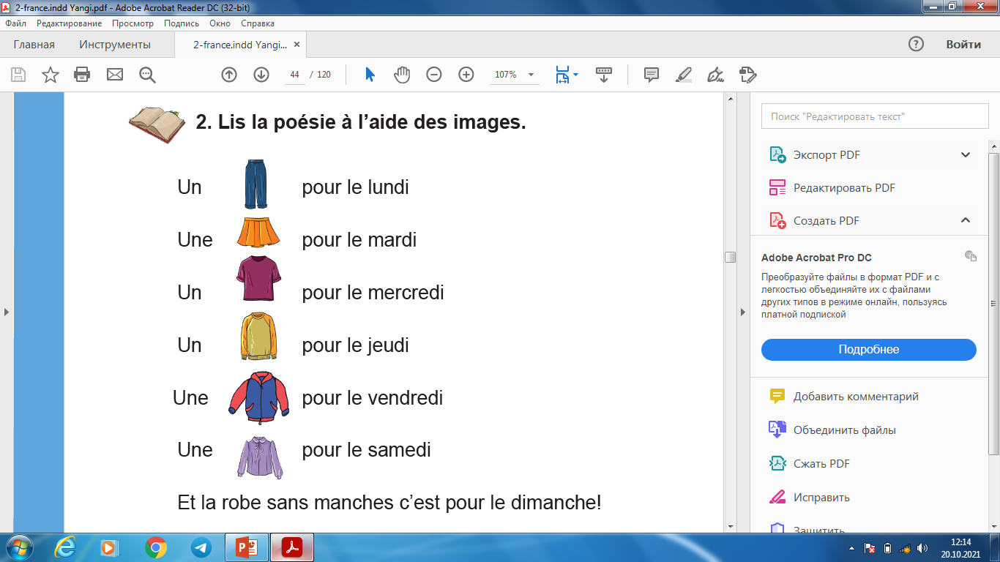 2-france.indd Yangi.pdf - Adobe Acrobat Reader DC (32-bit)
Файл Редактирование Просмотр Подпись Окно Справка
Главная Инструменты 2-france.indd Yangi... × Войти
44 / 120 107%
2. Lis la poésie à l’aide des images.
Un pour le lundi
Une pour le mardi
Un pour le mercredi
Un pour le jeudi
Une pour le vendredi
Une pour le samedi
Et la robe sans manches c’est pour le dimanche!
Поиск "Редактировать текст"
Экспорт PDF
Редактировать PDF
Создать PDF
Adobe Acrobat Pro DC
Преобразуйте файлы в формат PDF и с
легкостью объединяйте их с файлами
других типов в режиме онлайн, пользуясь
платной подпиской
Подробнее
Добавить комментарий
Объединить файлы
Сжать PDF
Исправить
Защитить
12:14
20.10.2021